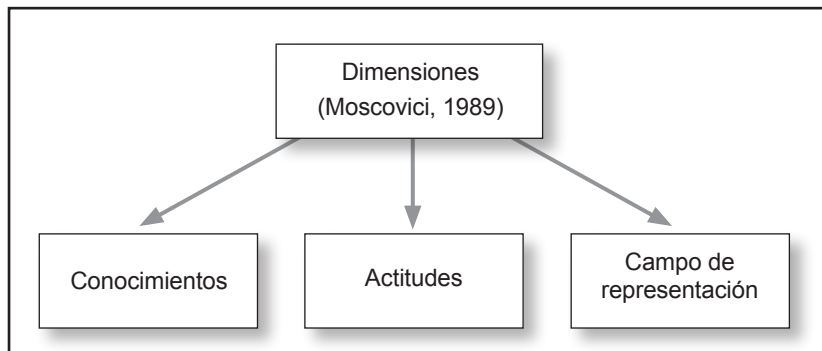 Dimensiones
(Moscovici, 1989)
Conocimientos
Actitudes
Campo de
representación